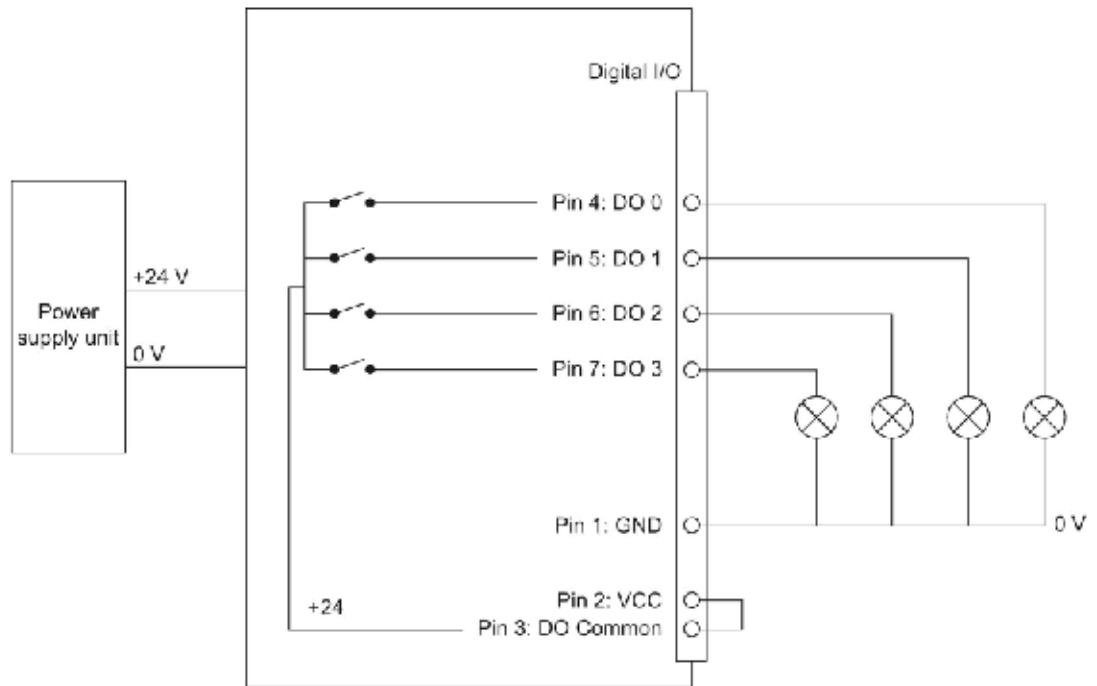 Digital I/O
Pin 4: DO 0
Pin 5: DO 1
+24 V
Pin 6: DO 2
Power
supply unit
0 V
Pin 7: DO 3
Pin 1: GND
0 V
Pin 2: VCC
+24
Pin 3: DO Common